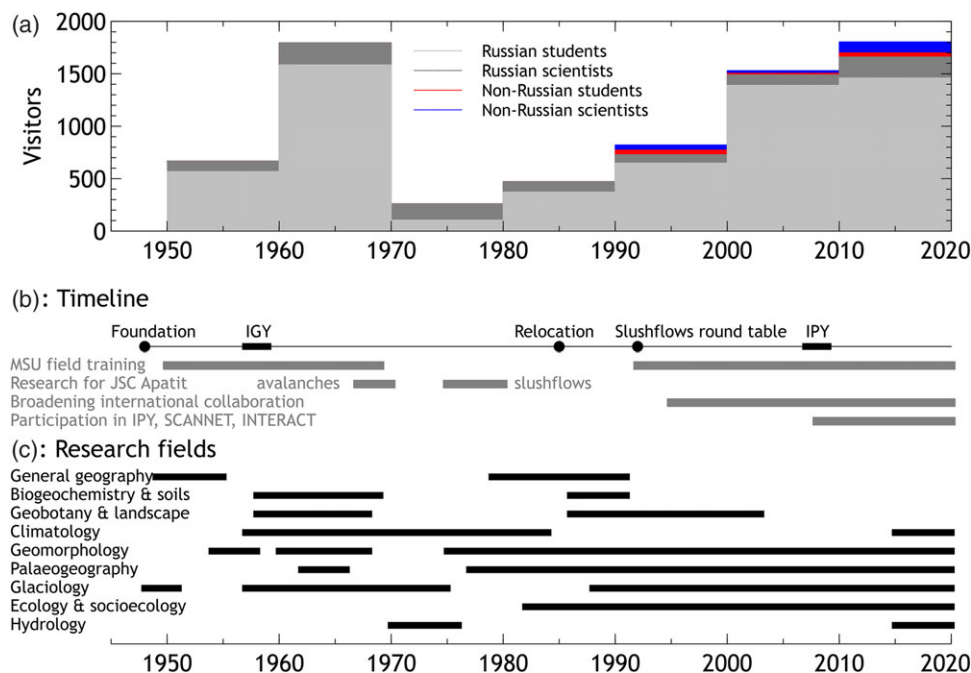 (a)
2000
1500
1000
500
0
Visitors
Russian students
Russian scientists
Non-Russian students
Non-Russian scientists
1950 1960 1970 1980 1990 2000 2010 2020
(b): Timeline
Foundation IGY Relocation Slushflows round table IPY
MSU field training
Research for JSC Apatit avalanches slushflows
Broadening international collaboration
Participation in IPY, SCANNET, INTERACT
(c): Research fields
General geography
Biogeochemistry & soils
Geobotany & landscape
Climatology
Geomorphology
Palaeogeography
Glaciology
Ecology & socioecology
Hydrology
1950 1960 1970 1980 1990 2000 2010 2020